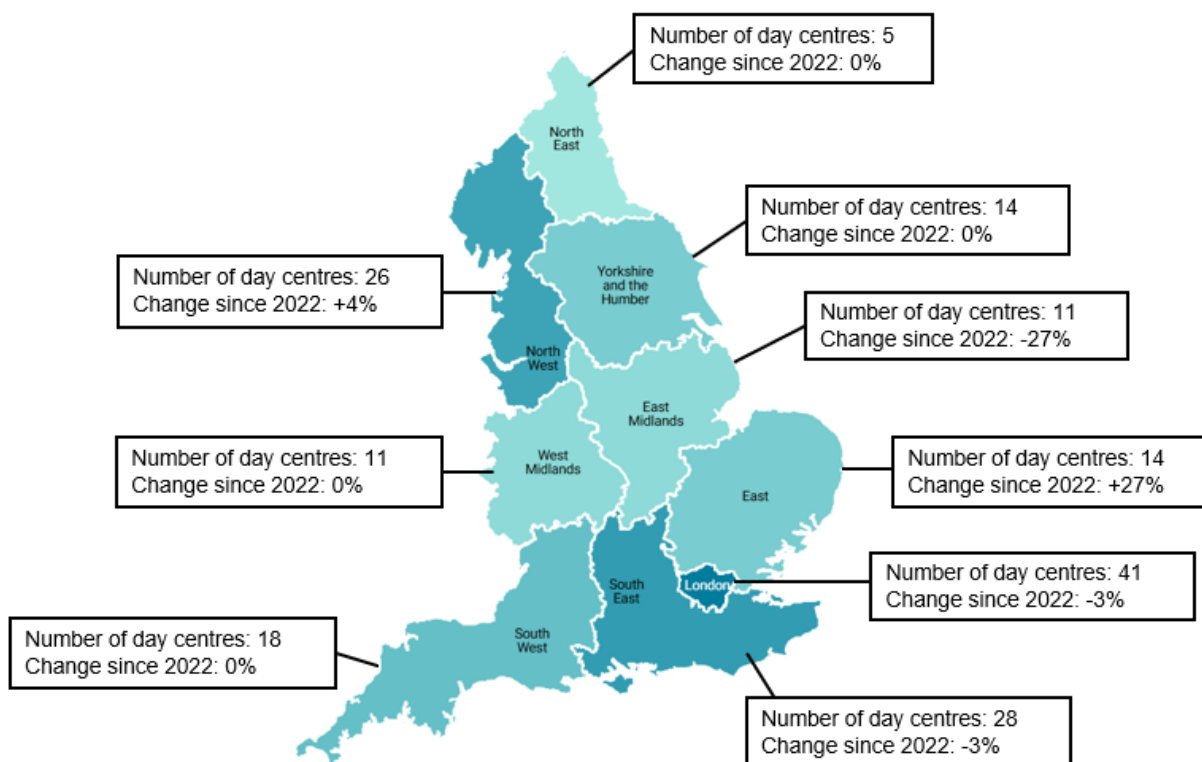 Number of day centres: 5
Change since 2022: 0%
North
East
Number of day centres: 14
Change since 2022: 0%
Yorkshire
and the
Humber
Number of day centres: 26
Change since 2022: +4%
North
West
Number of day centres: 11
Change since 2022: -27%
East
Midlands
Number of day centres: 11
Change since 2022: 0%
West
Midlands
Number of day centres: 14
Change since 2022: +27%
East
Number of day centres: 41
Change since 2022: -3%
London
South
East
Number of day centres: 18
Change since 2022: 0%
South
West
Number of day centres: 28
Change since 2022: -3%